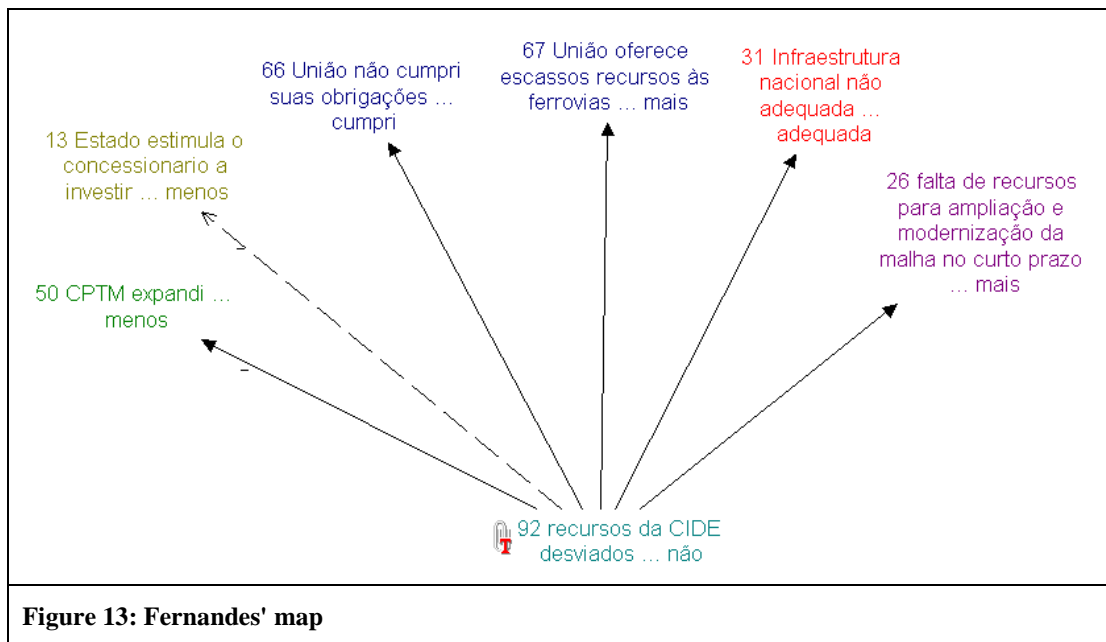 67 União oferece
escassos recursos às
ferrovias ... mais
66 União não cumpri
suas obrigações ...
cumpri
31 Infraestrutura
nacional não
adequada ...
adequada
13 Estado estimula o
concessionario a
investir ... menos
26 falta de recursos
para ampliação e
modernização da
malha no curto prazo
... mais
50 CPTM expandi ...
menos
-
-
T
92 recursos da CIDE
desviados ... não
Figure 13: Fernandes' map